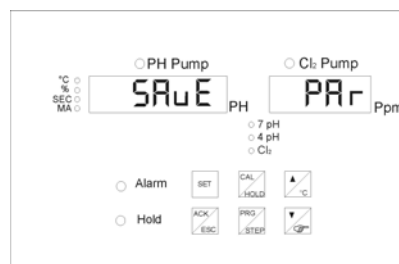 PH Pump
Cl₂ Pump
°C
%
SEC
MA
SAuE
PH
PAr
Ppm
7 pH
4 pH
Cl₂
Alarm
SET
CAL
HOLD
▲
°C
Hold
ACK
ESC
PRG
STEP
▼